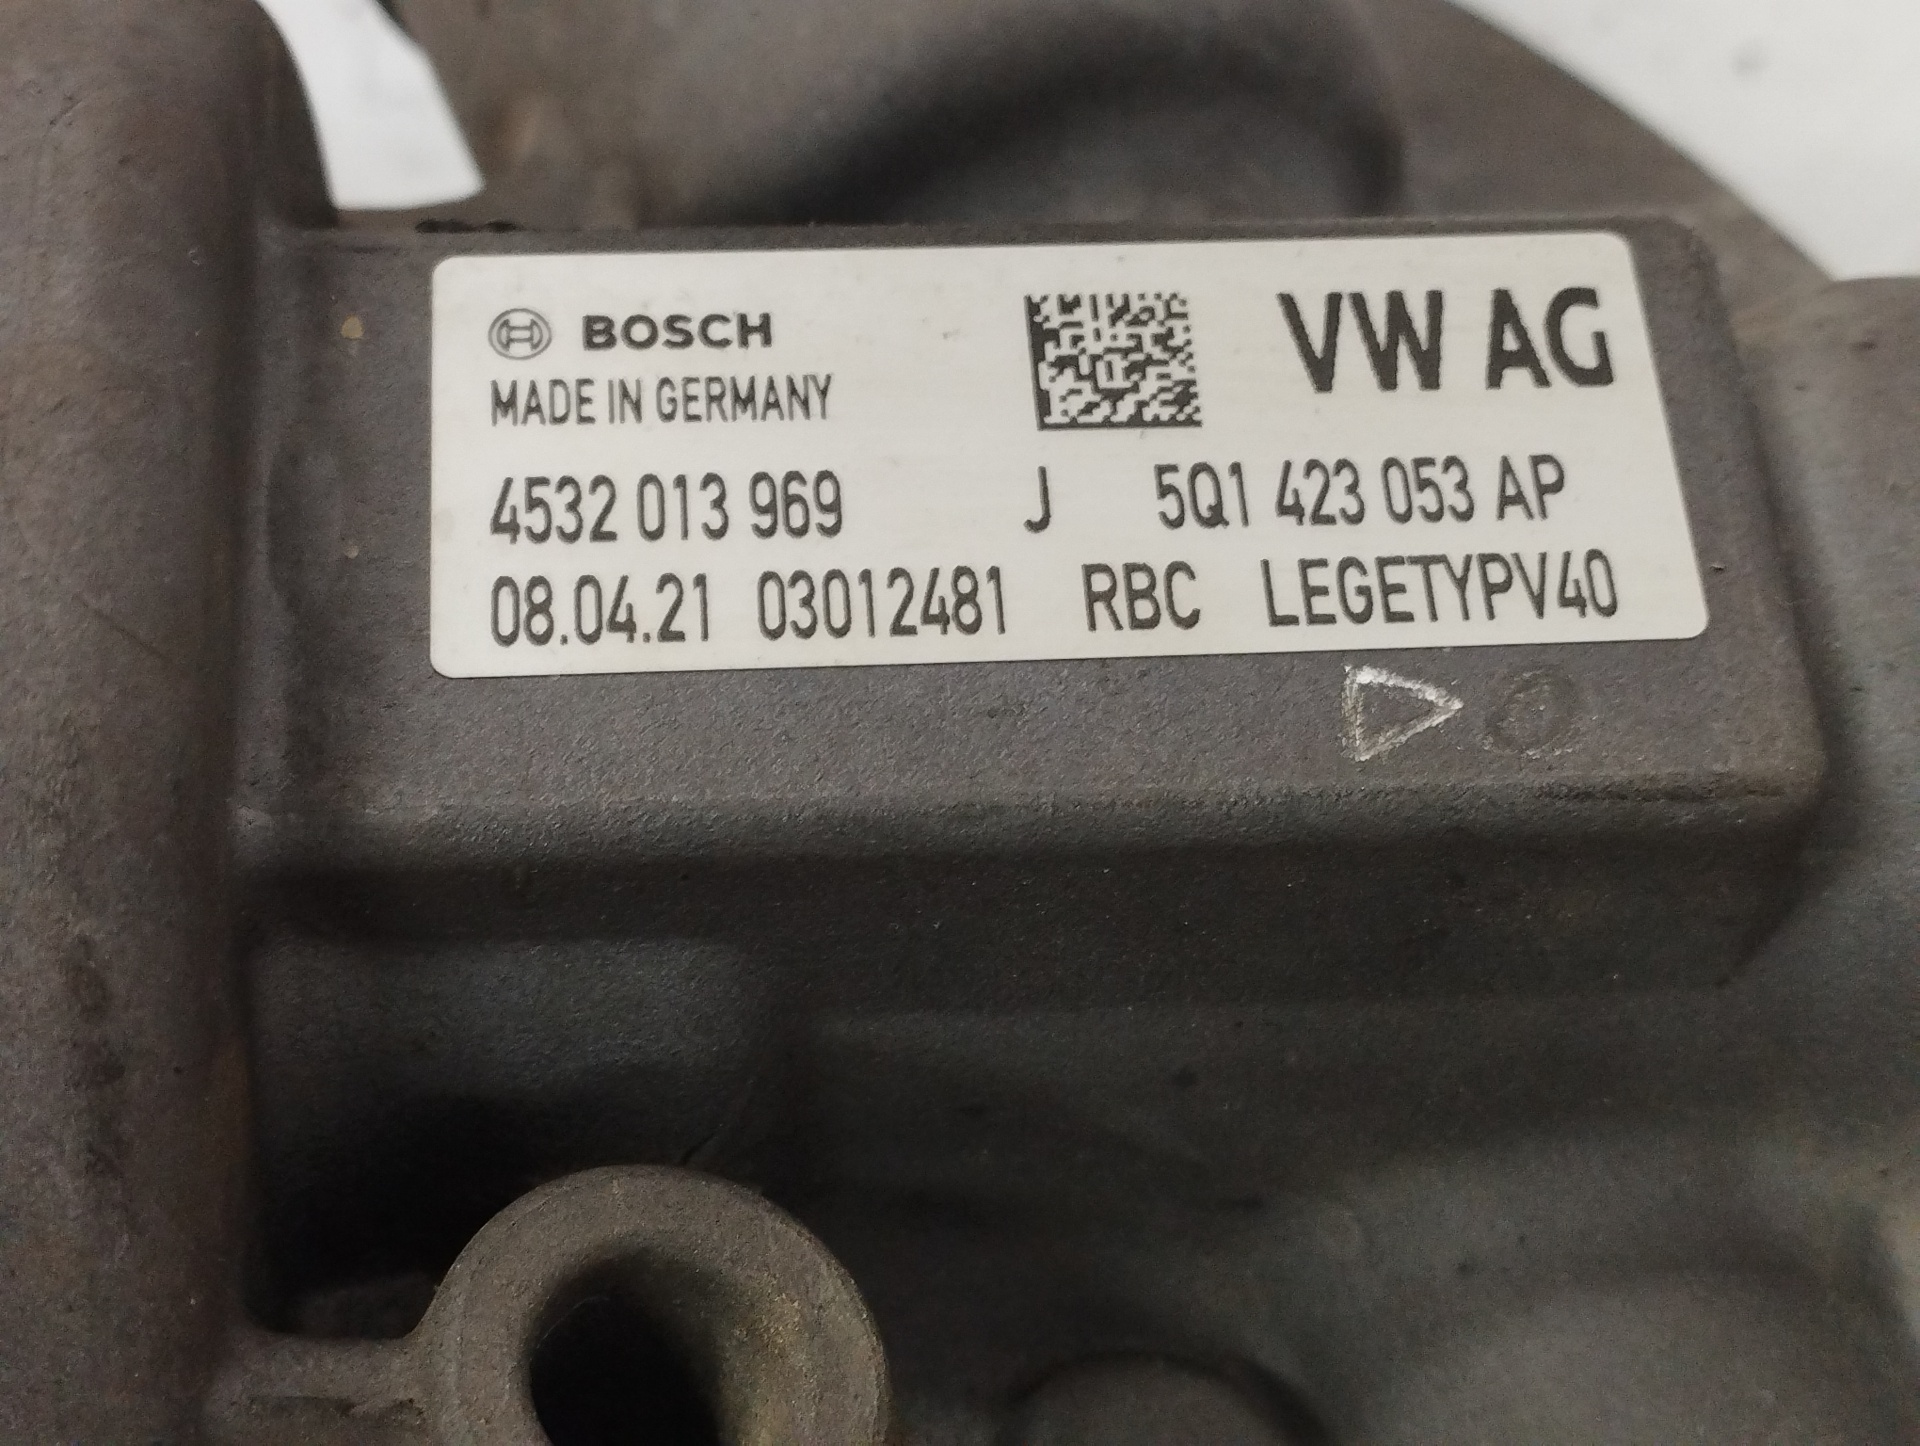 BOSCH VW AG
MADE IN GERMANY
4532 013 969 J 5Q1 423 053 AP
08.04.21 03012481 RBC LEGETYPV40